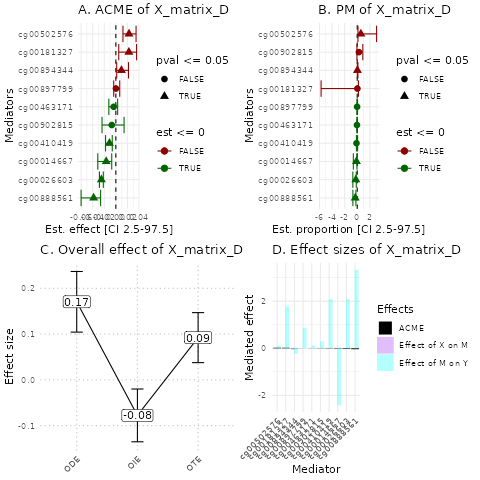 A. ACME of X_matrix_D
Mediators
cg00502576
cg00181327
cg00894344
cg00897799
cg00463171
cg00902815
cg00410419
cg00014667
cg00026603
cg00888561
0.04
Est. effect [CI 2.5-97.5]
pval <= 0.05
FALSE
TRUE
est <= 0
FALSE
TRUE
B. PM of X_matrix_D
Mediators
cg00502576
cg00902815
cg00894344
cg00181327
cg00897799
cg00463171
cg00410419
cg00014667
cg00026603
cg00888561
-6 -4 -2 0 2
Est. proportion [CI 2.5-97.5]
pval <= 0.05
FALSE
TRUE
est <= 0
FALSE
TRUE
C. Overall effect of X_matrix_D
Effect size
0.2
0.1
0.0
-0.1
0.17
-0.08
0.09
ODE
OIE
OTE
D. Effect sizes of X_matrix_D
Mediated effect
2
0
-2
cg00888561
Mediator
Effects
ACME
Effect of X on M
Effect of M on Y